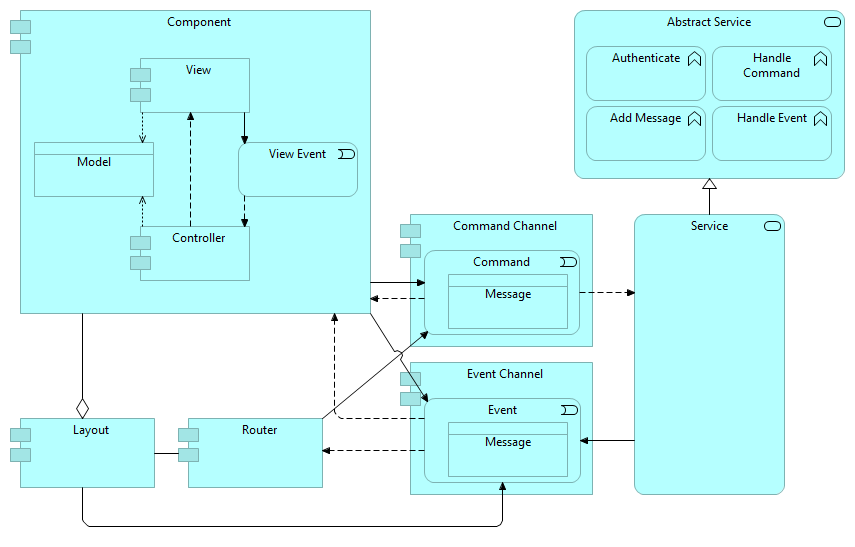 Component
View
Model
View Event
Controller
Abstract Service
Authenticate
Handle
Command
Add Message
Handle Event
Command Channel
Command
Message
Service
Event Channel
Event
Message
Layout
Router